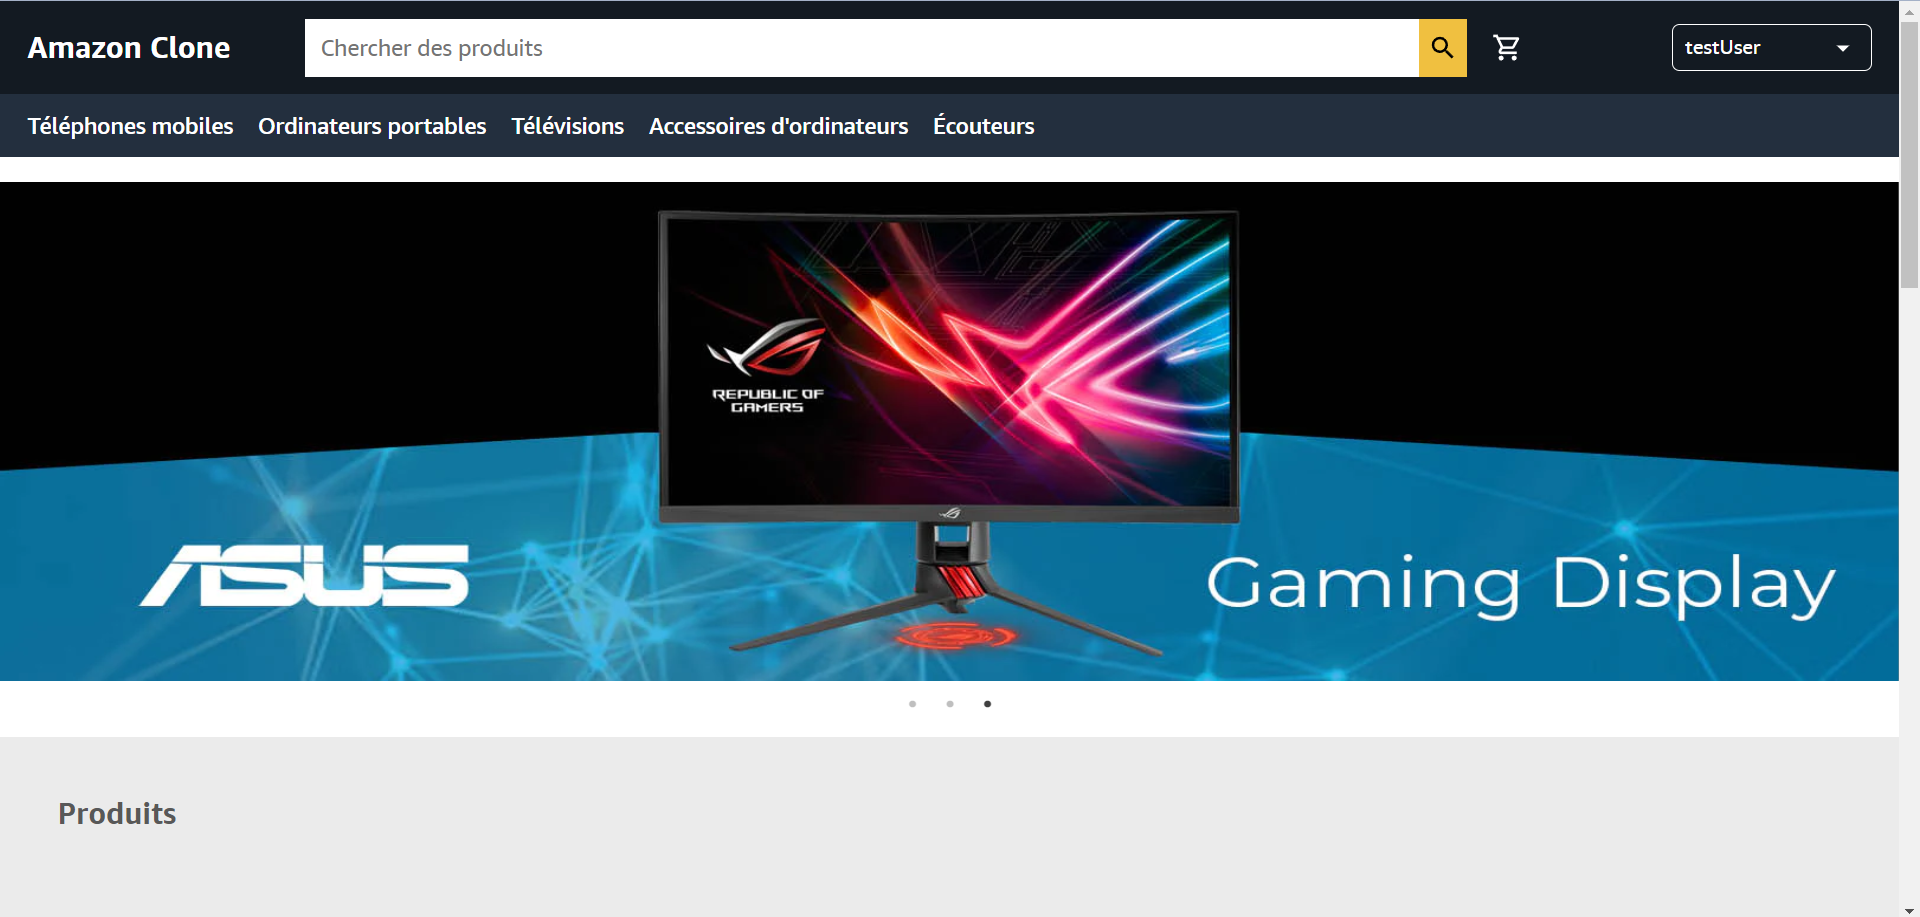 Amazon Clone
Chercher des produits
testUser
Téléphones mobiles
Ordinateurs portables
Télévisions
Accessoires d'ordinateurs
Écouteurs
REPUBLIC OF
GAMERS
ASUS
Gaming Display
Produits